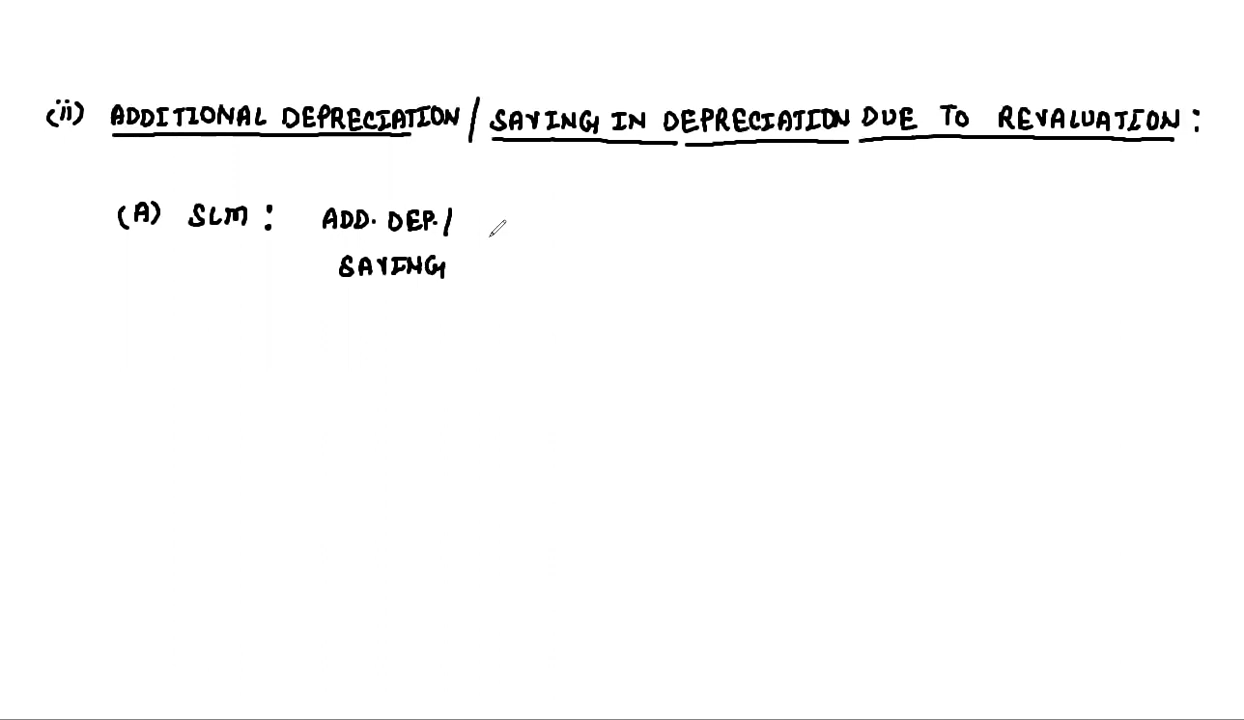 (ii) ADDITIONAL DEPRECIATION / SAVING IN DEPRECIATION DUE TO REVALUATION :
(A) SLM : ADD. DEP. /
SAVING